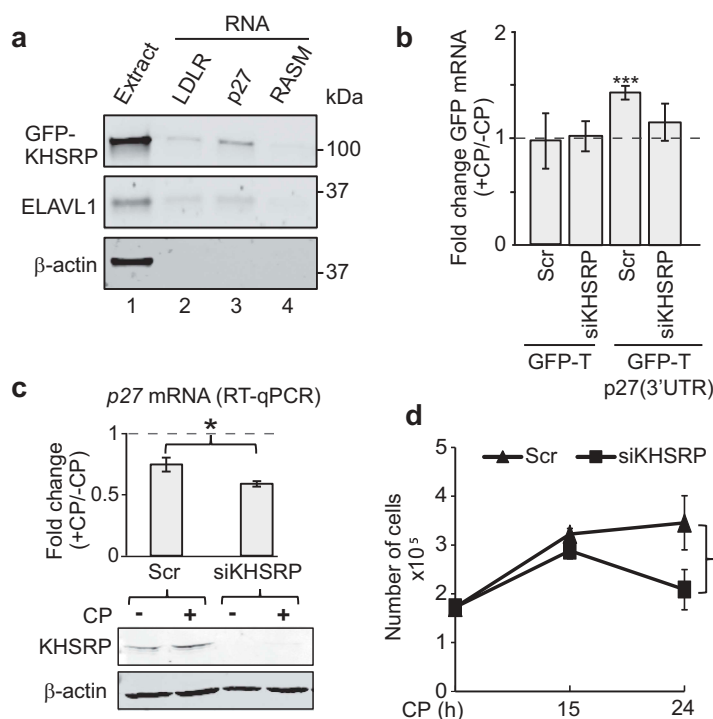 a
RNA
Extract LDLR p27 RASM
kDa
GFP-
KHSRP
100
ELAVL1
37
β-actin
37
1 2 3 4
b
Fold change GFP mRNA
(+CP/-CP)
2
1
0
***
Scr siKHSRP Scr siKHSRP
GFP-T GFP-T
p27(3'UTR)
c
p27 mRNA (RT-qPCR)
Fold change
(+CP/-CP)
1
0.5
0
*
Scr siKHSRP
CP - + - +
KHSRP
β-actin
d
Number of cells
x10⁵
5
4
3
2
1
0
Scr siKHSRP
CP (h) 15 24